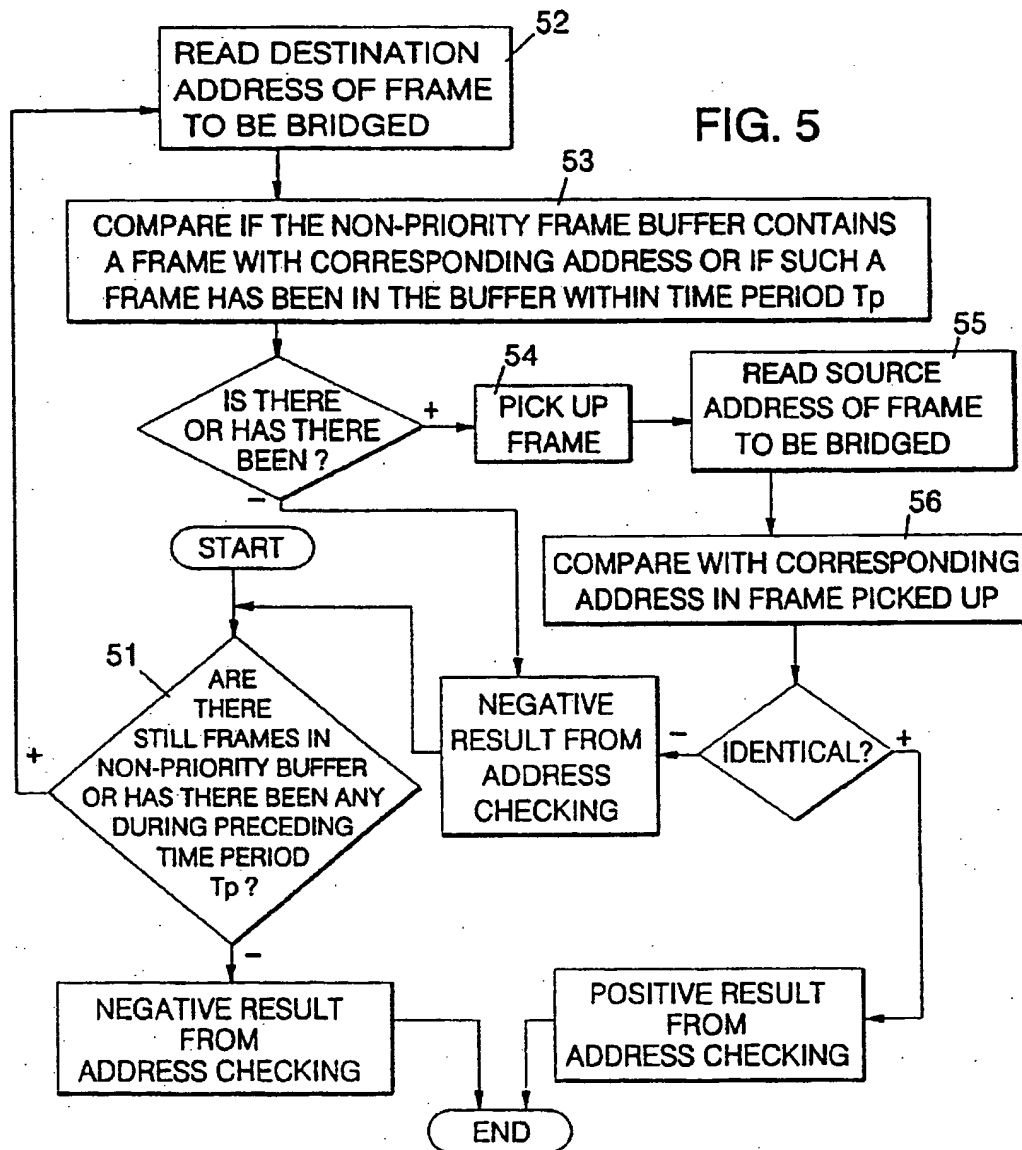 52
READ DESTINATION
ADDRESS OF FRAME
TO BE BRIDGED
FIG. 5
53
COMPARE IF THE NON-PRIORITY FRAME BUFFER CONTAINS
A FRAME WITH CORRESPONDING ADDRESS OR IF SUCH A
FRAME HAS BEEN IN THE BUFFER WITHIN TIME PERIOD Tp
IS THERE
OR HAS THERE
BEEN ?
+
−
54
PICK UP
FRAME
55
READ SOURCE
ADDRESS OF FRAME
TO BE BRIDGED
56
COMPARE WITH CORRESPONDING
ADDRESS IN FRAME PICKED UP
START
51
ARE
THERE
STILL FRAMES IN
NON-PRIORITY BUFFER
OR HAS THERE BEEN ANY
DURING PRECEDING
TIME PERIOD
Tp ?
+
−
NEGATIVE
RESULT FROM
ADDRESS
CHECKING
−
IDENTICAL?
+
NEGATIVE RESULT
FROM
ADDRESS CHECKING
POSITIVE RESULT
FROM
ADDRESS CHECKING
END